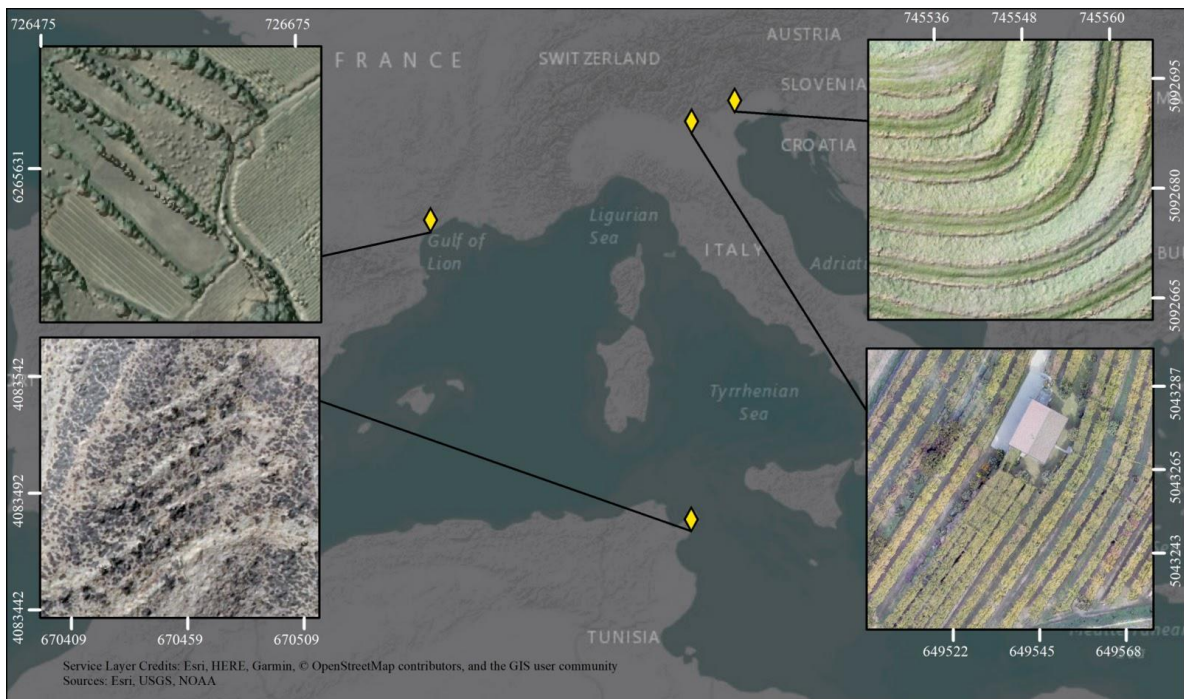 726475
726675
6265631
4083542
4083492
4083442
670409
670459
670509
745536
745548
745560
5092695
5092680
5092665
5043287
5043265
5043243
649522
649545
649568
FRANCE
SWITZERLAND
AUSTRIA
SLOVENIA
CROATIA
Ligurian
Sea
ITALY
Gulf of
Lion
Tyrrhenian
Sea
TUNISIA
Service Layer Credits: Esri, HERE, Garmin, © OpenStreetMap contributors, and the GIS user community
Sources: Esri, USGS, NOAA